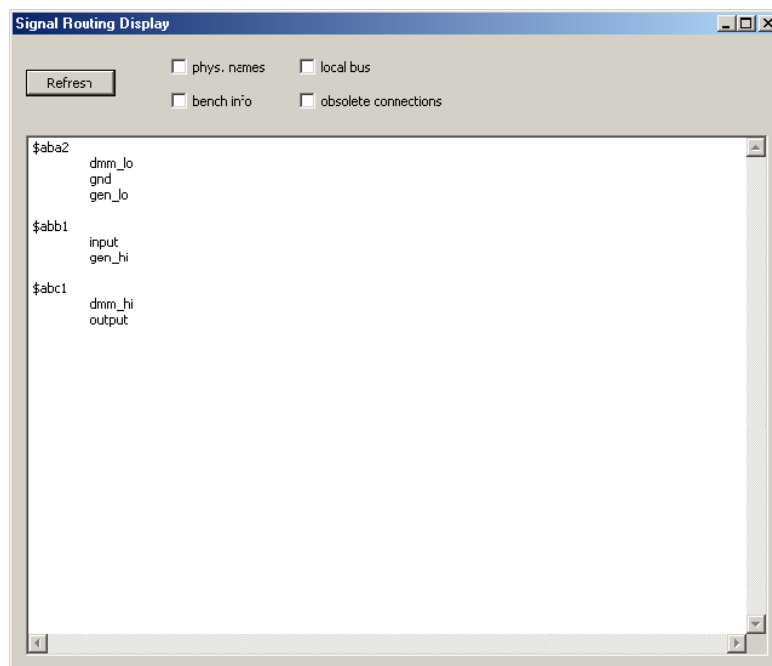 Signal Routing Display
Refresh
phys. names
local bus
bench info
obsolete connections
$aba2
dmm_lo
gnd
gen_lo
$abb1
input
gen_hi
$abc1
dmm_hi
output